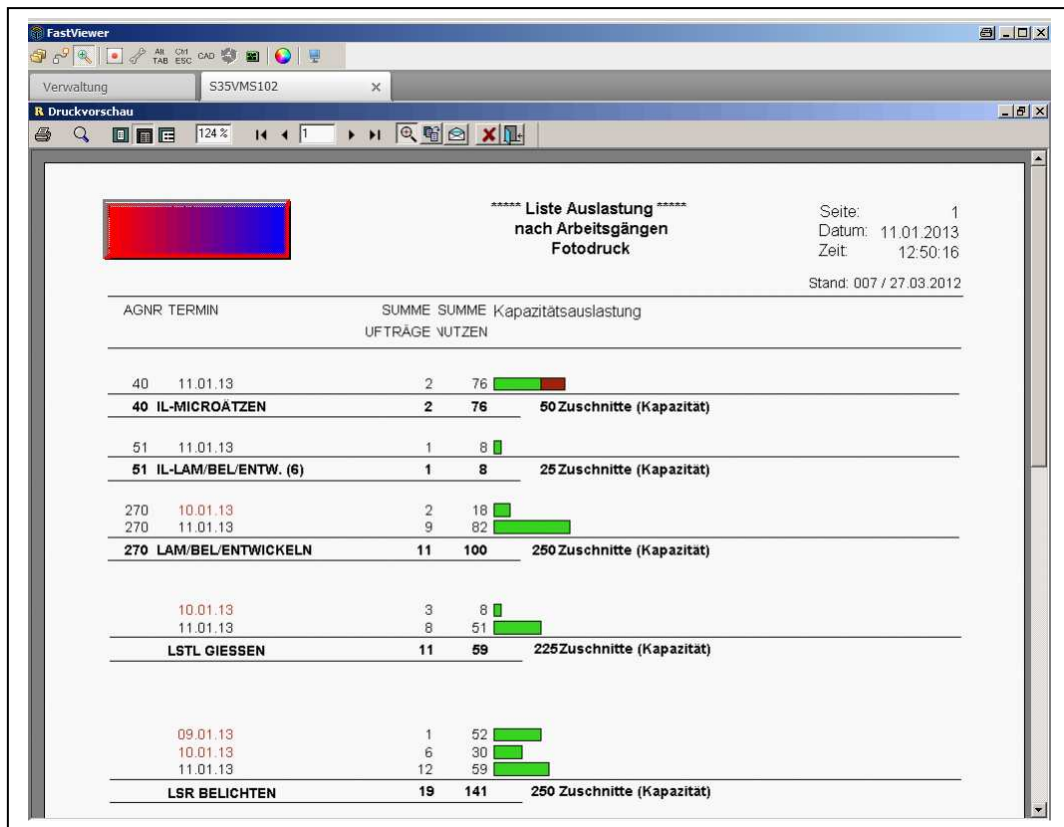 FastViewer
Alt TAB Ctrl ESC CAD
Verwaltung S35VMS102
R Druckvorschau
124 % 1
***** Liste Auslastung *****
nach Arbeitsgängen
Fotodruck
Seite: 1
Datum: 11.01.2013
Zeit: 12:50:16
Stand: 007 / 27.03.2012
AGNR TERMIN SUMME SUMME Kapazitätsauslastung
UFTRÄGE NUTZEN
40 11.01.13 2 76
40 IL-MICROÄTZEN 2 76 50 Zuschnitte (Kapazität)
51 11.01.13 1 8
51 IL-LAM/BEL/ENTW. (6) 1 8 25 Zuschnitte (Kapazität)
270 10.01.13 2 18
270 11.01.13 9 82
270 LAM/BEL/ENTWICKELN 11 100 250 Zuschnitte (Kapazität)
10.01.13 3 8
11.01.13 8 51
LSTL GIESSEN 11 59 225 Zuschnitte (Kapazität)
09.01.13 1 52
10.01.13 6 30
11.01.13 12 59
LSR BELICHTEN 19 141 250 Zuschnitte (Kapazität)